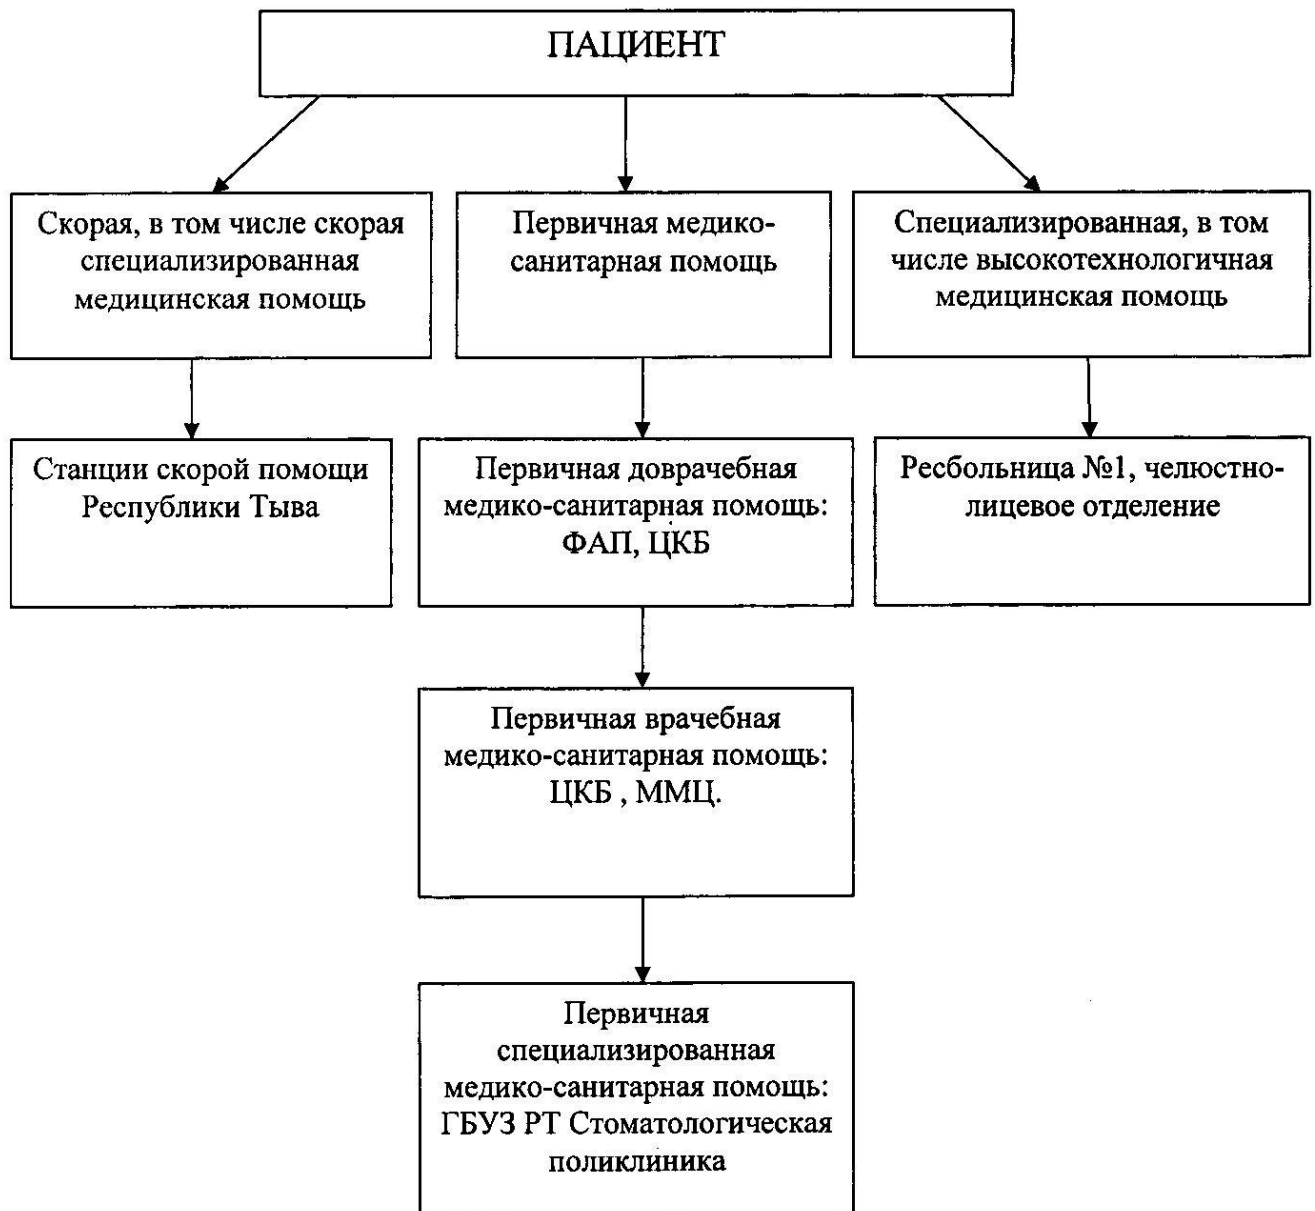 ПАЦИЕНТ
Скорая, в том числе скорая
специализированная
медицинская помощь
Первичная медико-
санитарная помощь
Специализированная, в том
числе высокотехнологичная
медицинская помощь
Станции скорой помощи
Республики Тыва
Первичная доврачебная
медико-санитарная помощь:
ФАП, ЦКБ
Ресбольница №1, челюстно-
лицевое отделение
Первичная врачебная
медико-санитарная помощь:
ЦКБ , ММЦ.
Первичная
специализированная
медико-санитарная помощь:
ГБУЗ РТ Стоматологическая
поликлиника